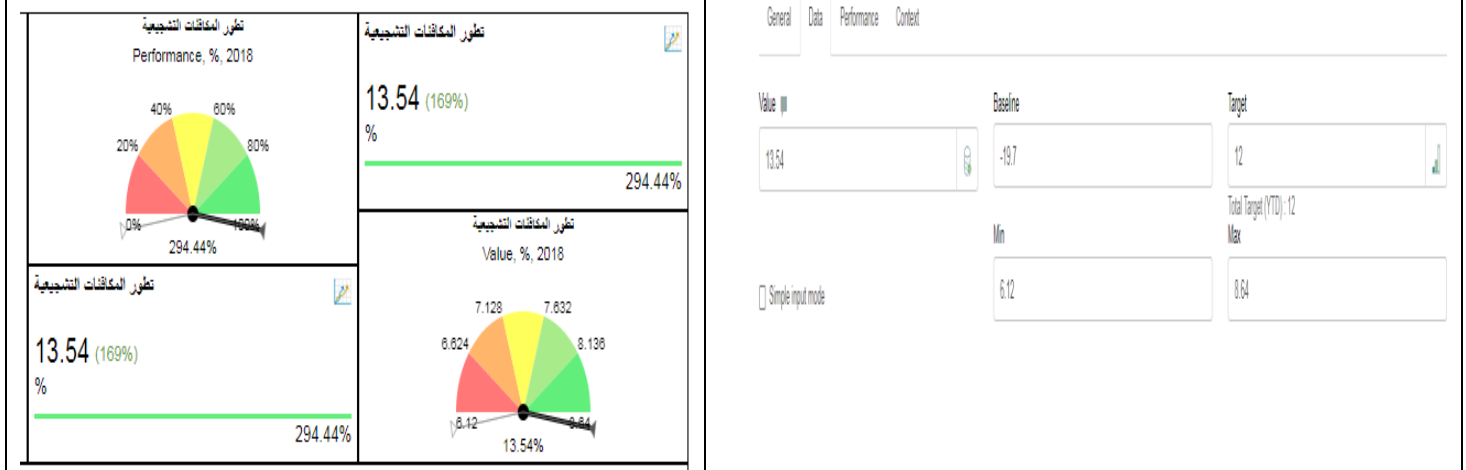 تطور المكافئات التشجيعية
Performance, %, 2018
40%
60%
20%
80%
0%
100%
294.44%
تطور المكافئات التشجيعية
13.54 (169%)
%
294.44%
تطور المكافئات التشجيعية
13.54 (169%)
%
294.44%
تطور المكافئات التشجيعية
Value, %, 2018
7.128
7.632
6.624
8.136
6.12
8.64
13.54%
General Data Performance Context
Value Baseline Target
13.54 -19.7 12
Total Target (YTD) : 12
Min Max
Simple input mode 6.12 8.64